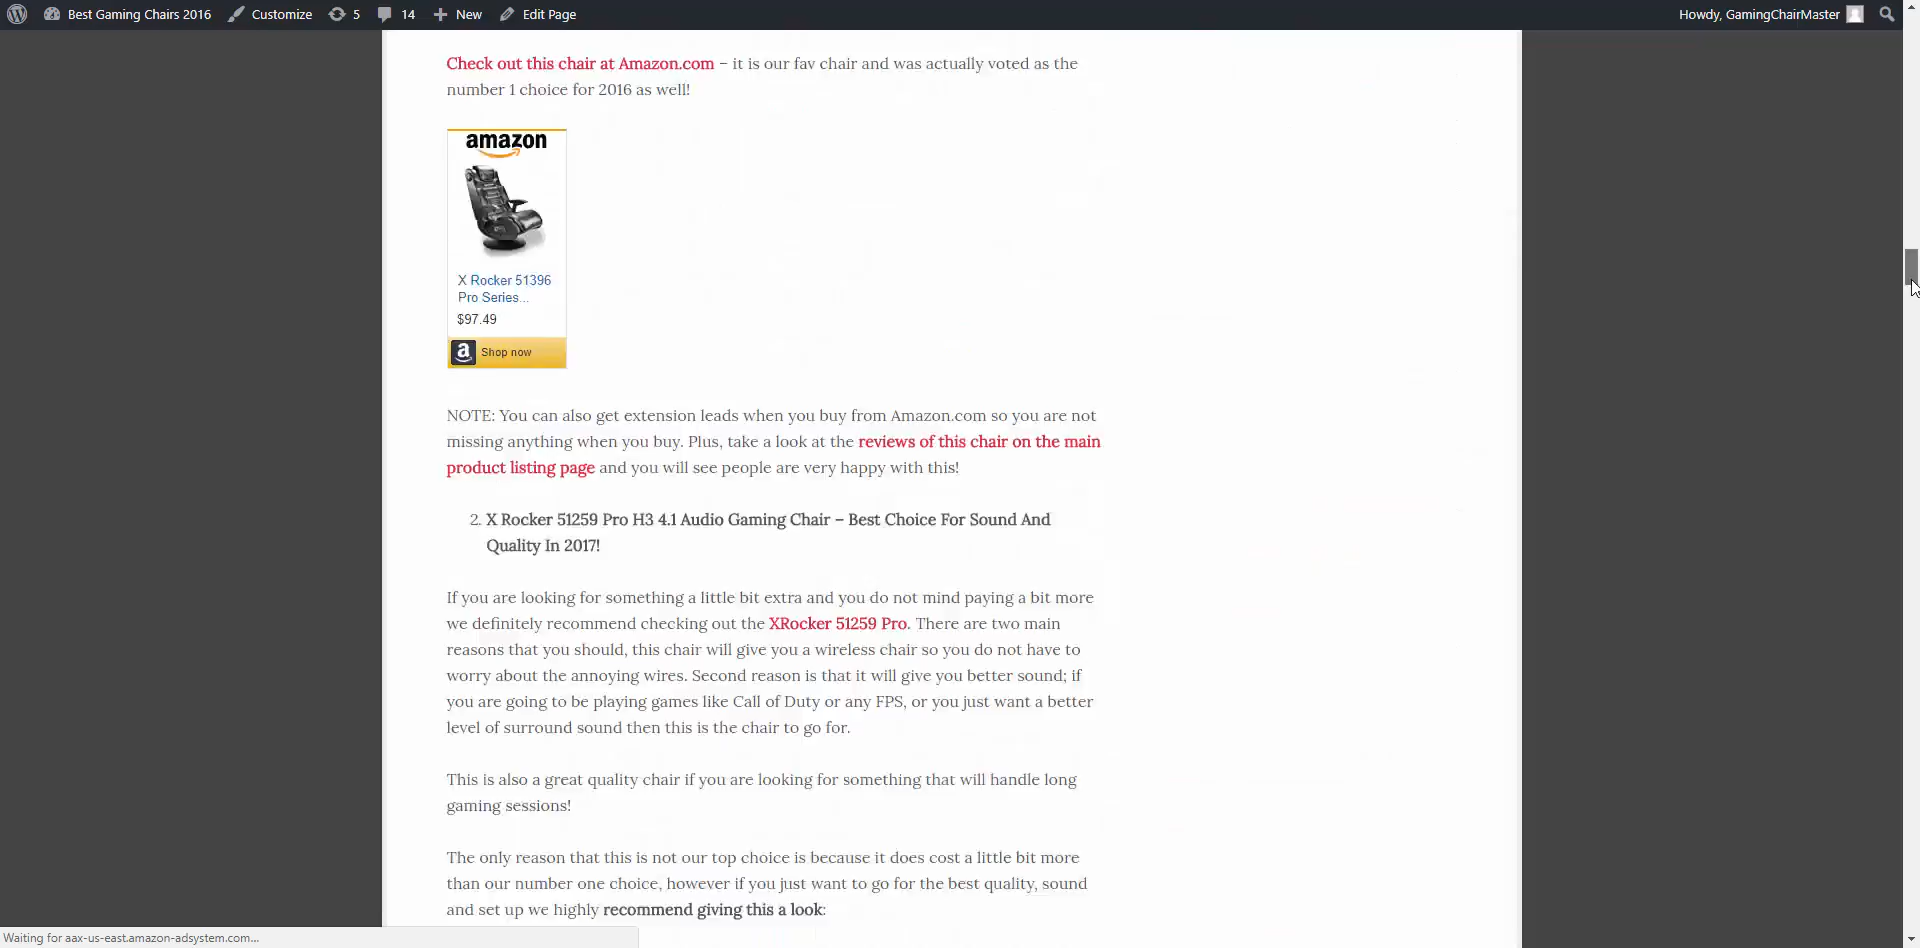 Best Gaming Chairs 2016 Customize 5 14 New Edit Page Howdy, GamingChairMaster
Check out this chair at Amazon.com – it is our fav chair and was actually voted as the
number 1 choice for 2016 as well!
amazon
X Rocker 51396
Pro Series...
$97.49
a Shop now
NOTE: You can also get extension leads when you buy from Amazon.com so you are not
missing anything when you buy. Plus, take a look at the reviews of this chair on the main
product listing page and you will see people are very happy with this!
2. X Rocker 51259 Pro H3 4.1 Audio Gaming Chair – Best Choice For Sound And
Quality In 2017!
If you are looking for something a little bit extra and you do not mind paying a bit more
we definitely recommend checking out the XRocker 51259 Pro. There are two main
reasons that you should, this chair will give you a wireless chair so you do not have to
worry about the annoying wires. Second reason is that it will give you better sound; if
you are going to be playing games like Call of Duty or any FPS, or you just want a better
level of surround sound then this is the chair to go for.
This is also a great quality chair if you are looking for something that will handle long
gaming sessions!
The only reason that this is not our top choice is because it does cost a little bit more
than our number one choice, however if you just want to go for the best quality, sound
and set up we highly recommend giving this a look:
Waiting for aax-us-east.amazon-adsystem.com...